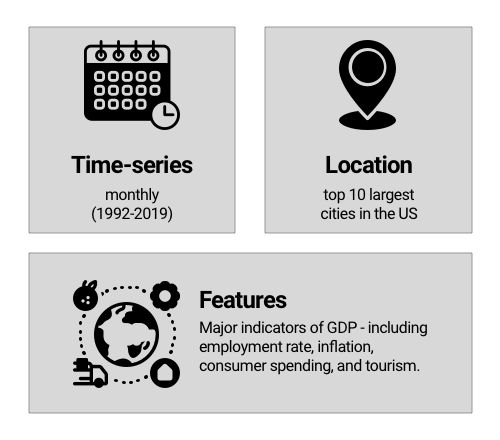 Time-series
monthly
(1992-2019)
Location
top 10 largest
cities in the US
Features
Major indicators of GDP - including
employment rate, inflation,
consumer spending, and tourism.